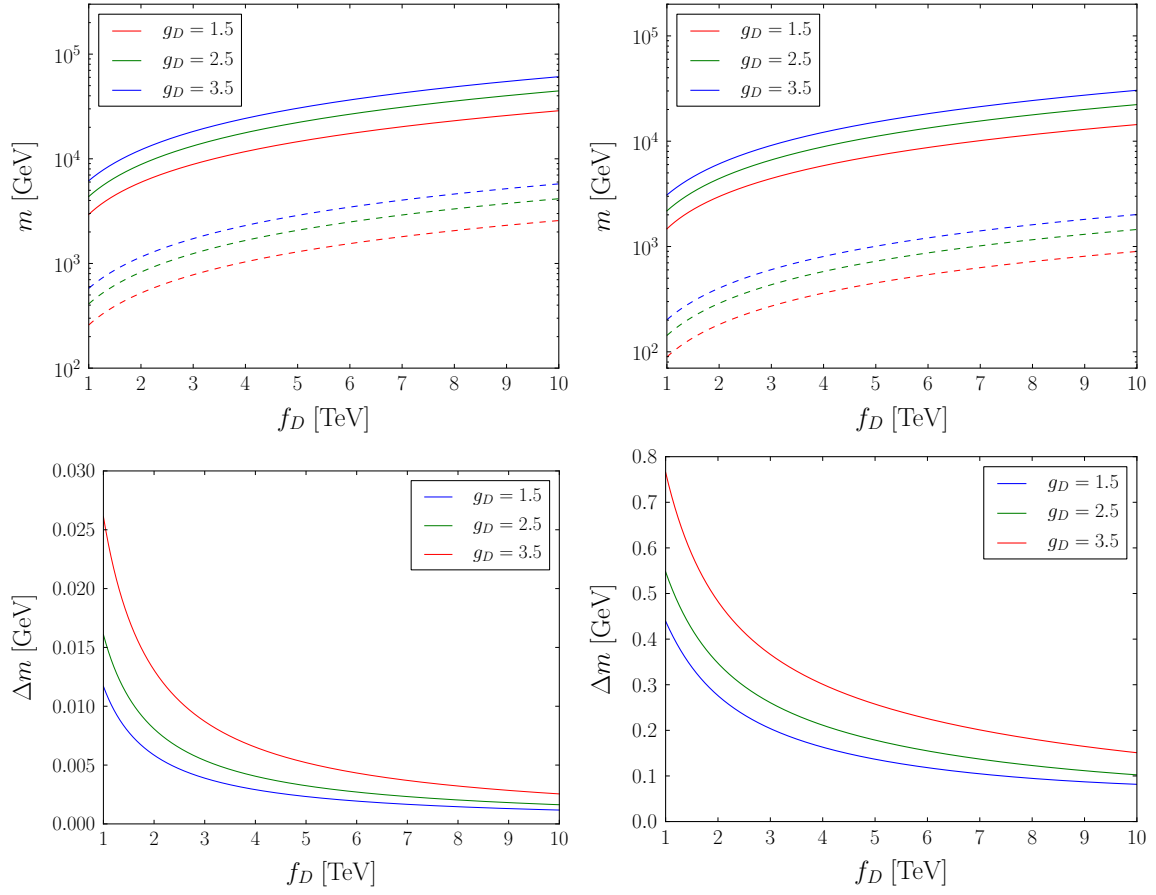 g_D = 1.5
g_D = 2.5
g_D = 3.5
10^5
10^4
10^3
10^2
m [GeV]
1 2 3 4 5 6 7 8 9 10
f_D [TeV]
g_D = 1.5
g_D = 2.5
g_D = 3.5
10^5
10^4
10^3
10^2
m [GeV]
1 2 3 4 5 6 7 8 9 10
f_D [TeV]
g_D = 1.5
g_D = 2.5
g_D = 3.5
0.030
0.025
0.020
0.015
0.010
0.005
0.000
Δm [GeV]
1 2 3 4 5 6 7 8 9 10
f_D [TeV]
g_D = 1.5
g_D = 2.5
g_D = 3.5
0.8
0.7
0.6
0.5
0.4
0.3
0.2
0.1
0.0
Δm [GeV]
1 2 3 4 5 6 7 8 9 10
f_D [TeV]